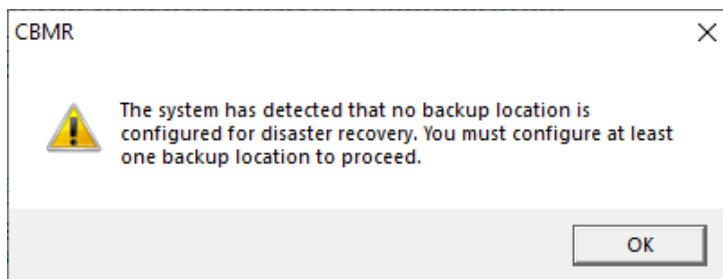 CBMR
The system has detected that no backup location is
configured for disaster recovery. You must configure at least
one backup location to proceed.
OK